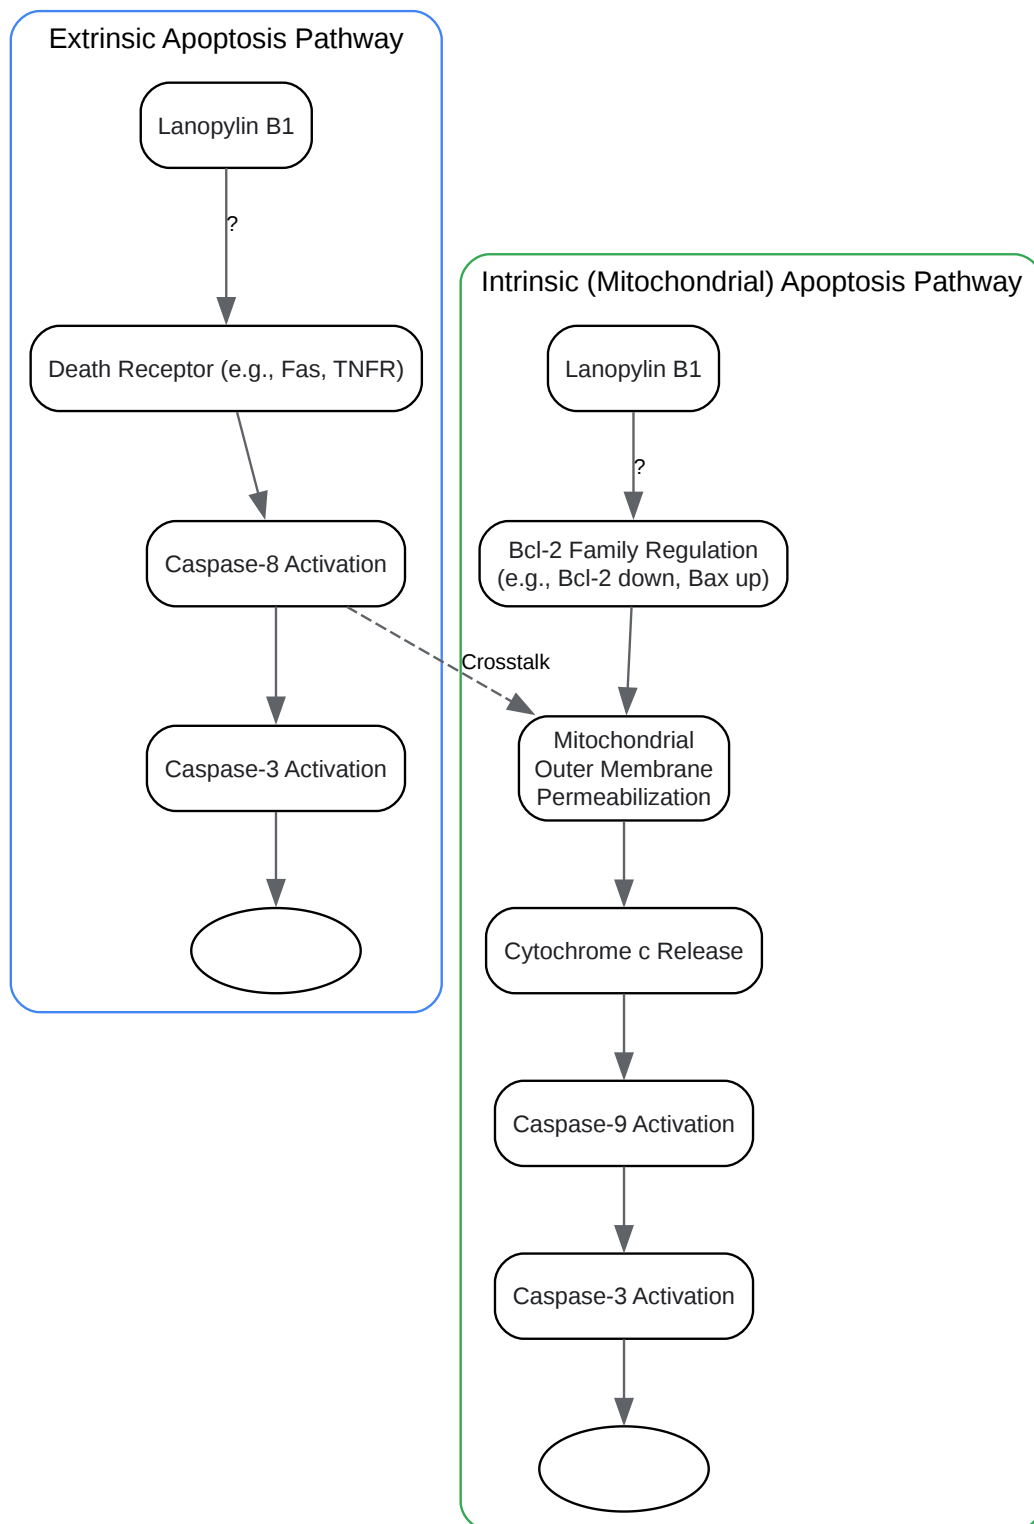 Extrinsic Apoptosis Pathway
Lanopylin B1
?
Death Receptor (e.g., Fas, TNFR)
Caspase-8 Activation
Caspase-3 Activation
Crosstalk
Intrinsic (Mitochondrial) Apoptosis Pathway
Lanopylin B1
?
Bcl-2 Family Regulation
(e.g., Bcl-2 down, Bax up)
Mitochondrial
Outer Membrane
Permeabilization
Cytochrome c Release
Caspase-9 Activation
Caspase-3 Activation